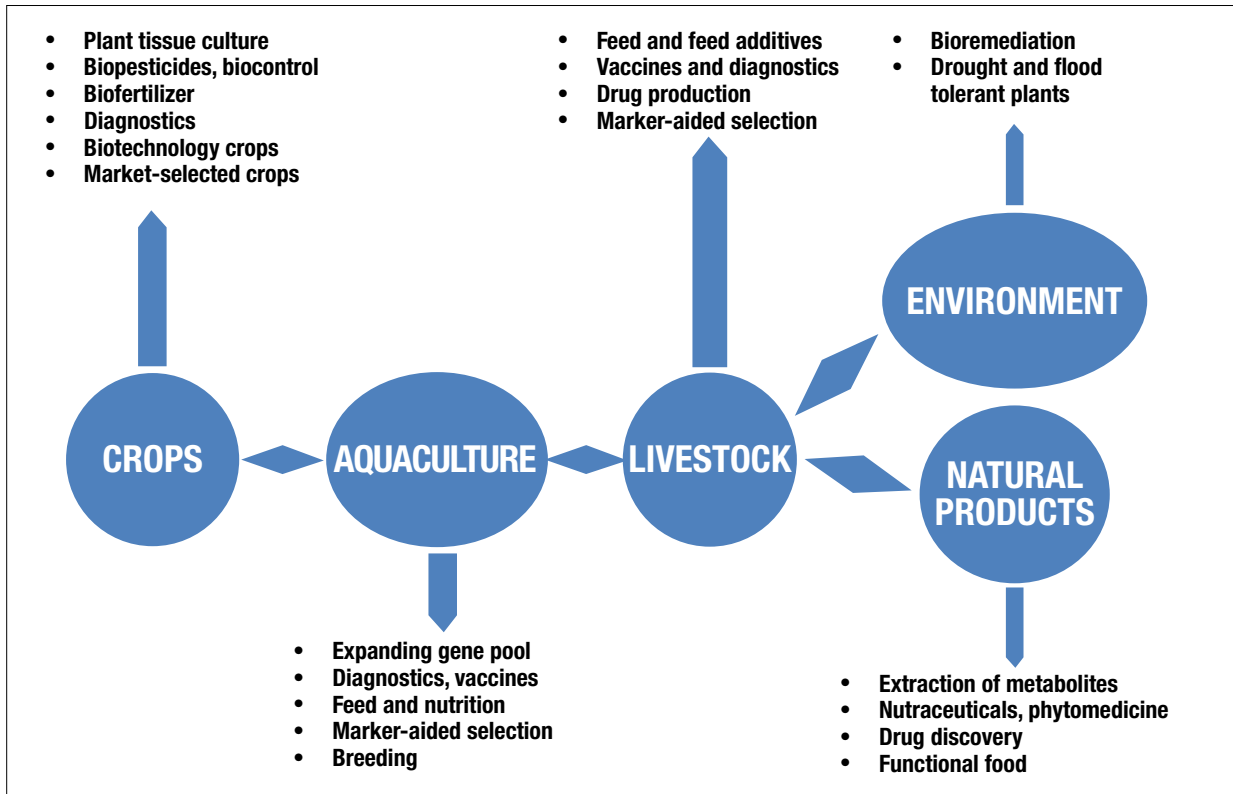 • Plant tissue culture
• Biopesticides, biocontrol
• Biofertilizer
• Diagnostics
• Biotechnology crops
• Market-selected crops
• Feed and feed additives
• Vaccines and diagnostics
• Drug production
• Marker-aided selection
• Bioremediation
• Drought and flood
tolerant plants
ENVIRONMENT
CROPS
AQUACULTURE
LIVESTOCK
NATURAL
PRODUCTS
• Expanding gene pool
• Diagnostics, vaccines
• Feed and nutrition
• Marker-aided selection
• Breeding
• Extraction of metabolites
• Nutraceuticals, phytomedicine
• Drug discovery
• Functional food